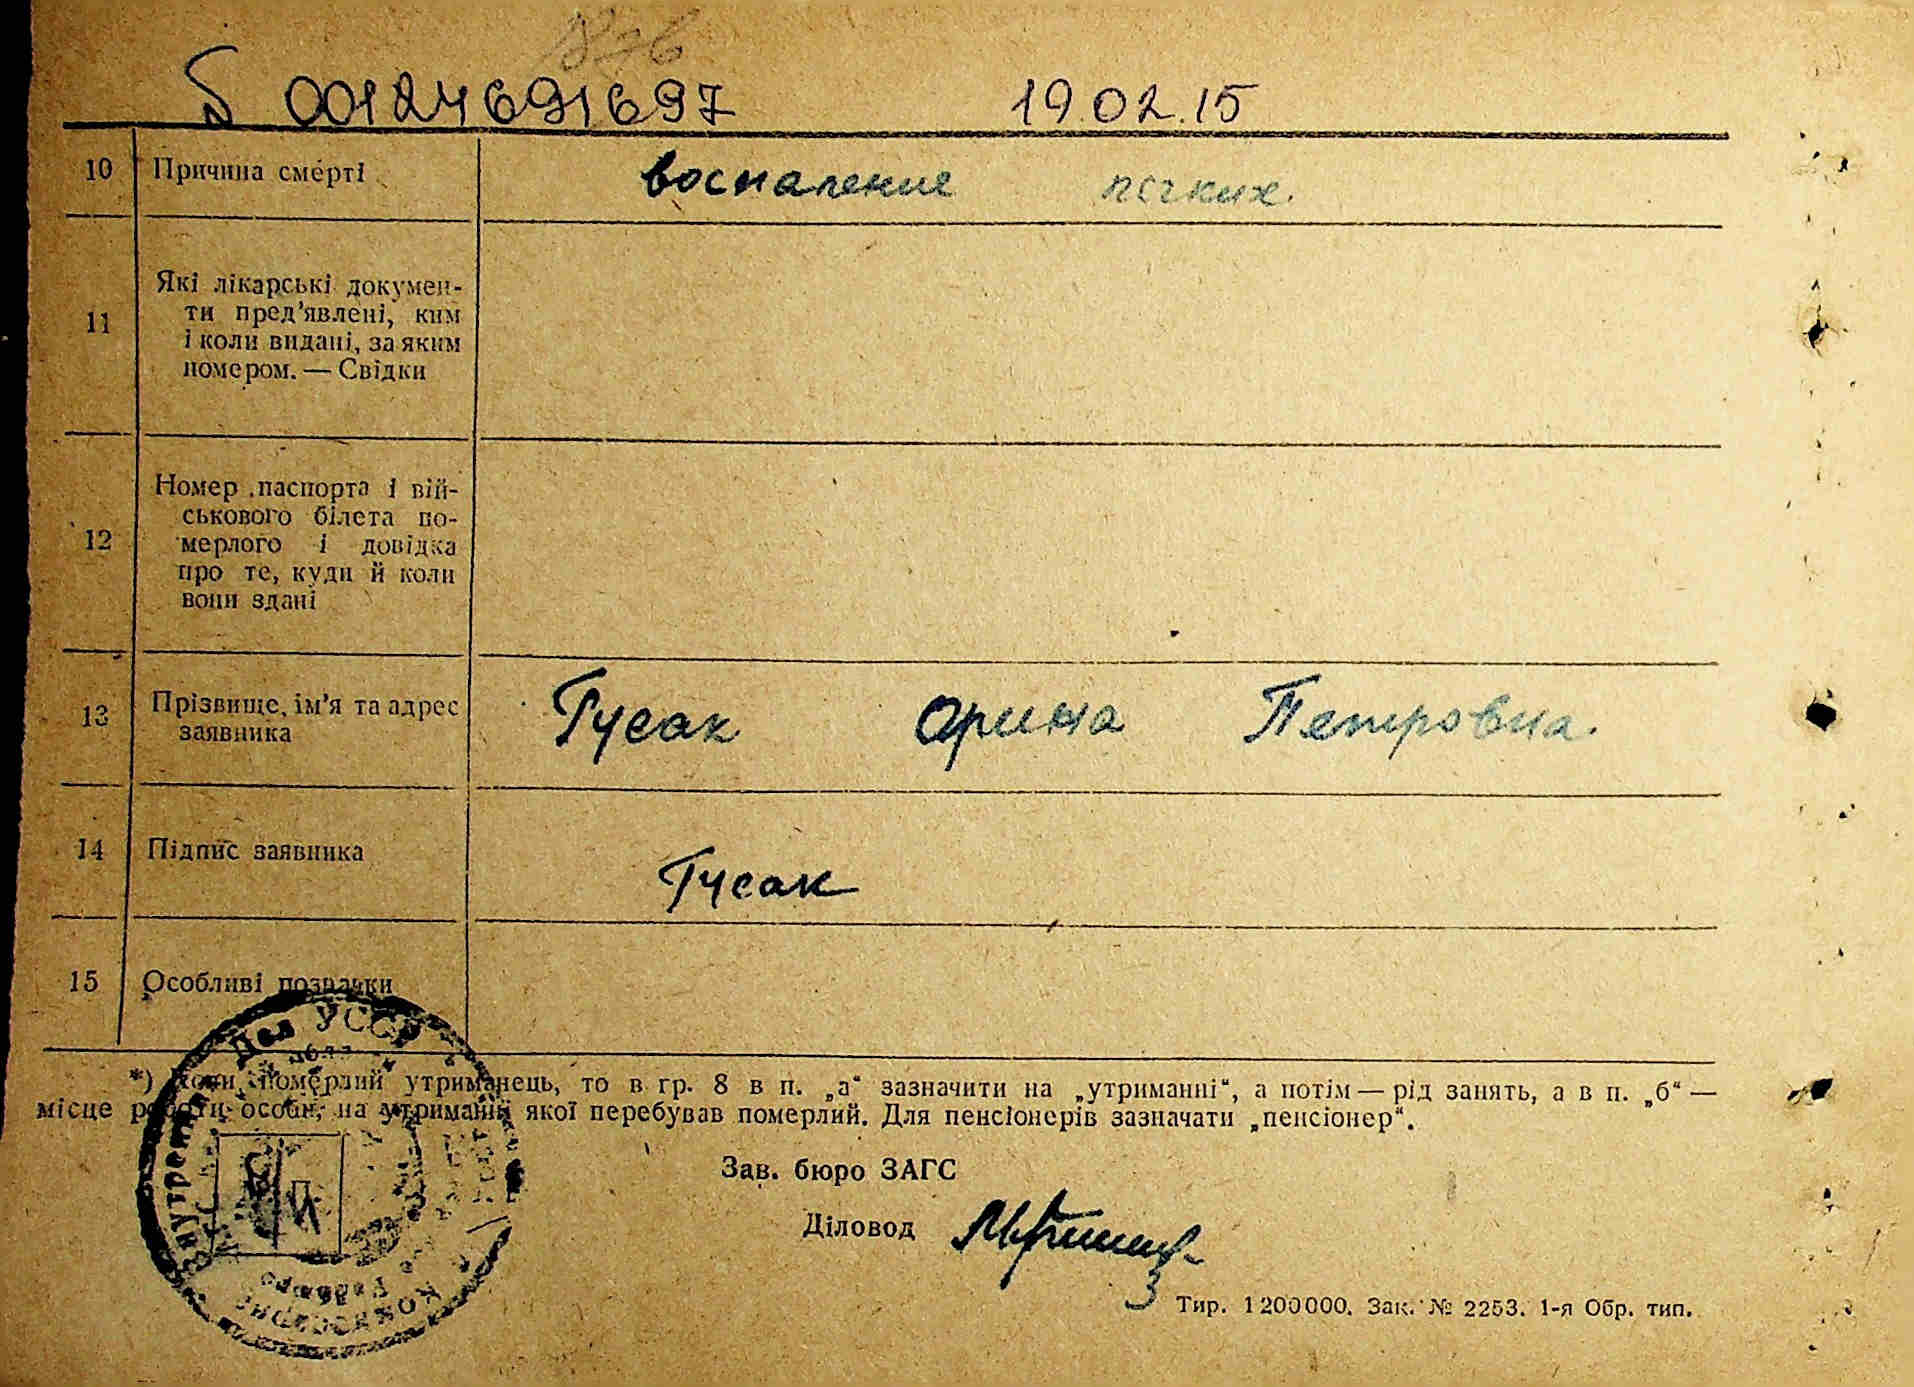 876
S 00124691697 19.02.15
10 Причина смерті воспаление легких.
11 Які лікарські докумен-
ти пред’явлені, ким
і коли видані, за яким
номером. — Свідки
12 Номер паспорта і вій-
ськового білета по-
мерлого і довідка
про те, куди й коли
вони здані
13 Прізвище, ім’я та адрес
заявника
Гусак Орина Петровна.
14 Підпис заявника Гусак
15 Особливі позначки
УССР
*) Коли померлий утриманець, то в гр. 8 в п. „а“ зазначити на „утриманні“, а потім — рід занять, а в п. „б“ —
місце роботи особи, на утриманні якої перебував померлий. Для пенсіонерів зазначати „пенсіонер“.
Зав. бюро ЗАГС
Діловод
3
Тир. 1200000. Зак. № 2253. 1-я Обр. тип.